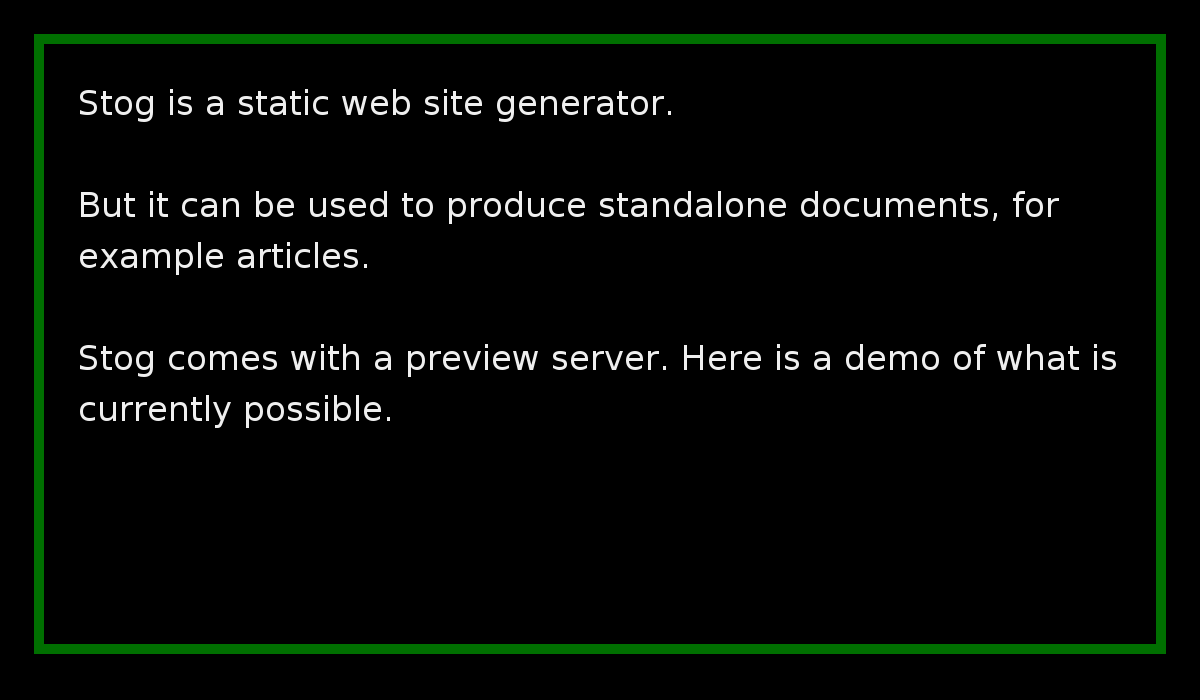 Stog is a static web site generator.
But it can be used to produce standalone documents, for
example articles.
Stog comes with a preview server. Here is a demo of what is
currently possible.